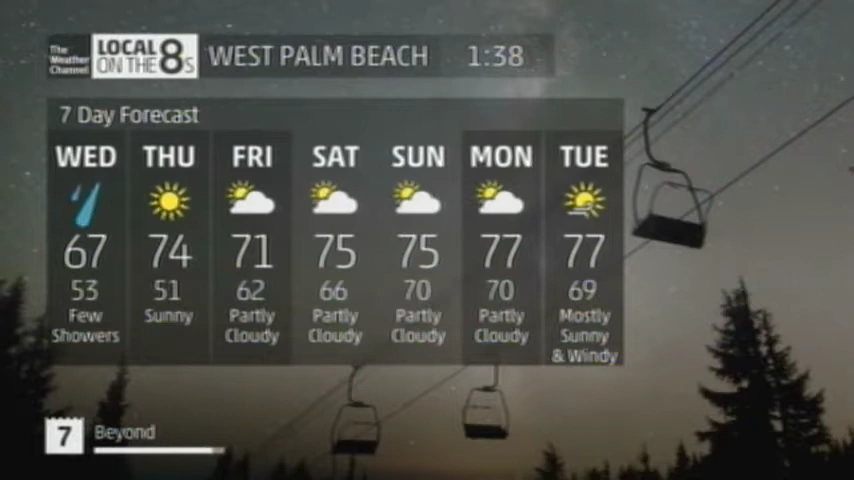 The Weather Channel LOCAL ON THE 8s WEST PALM BEACH 1:38
7 Day Forecast
WED THU FRI SAT SUN MON TUE
67 74 71 75 75 77 77
53 51 62 66 70 70 69
Few Showers Sunny Partly Cloudy Partly Cloudy Partly Cloudy Partly Cloudy Mostly Sunny & Windy
7 Beyond